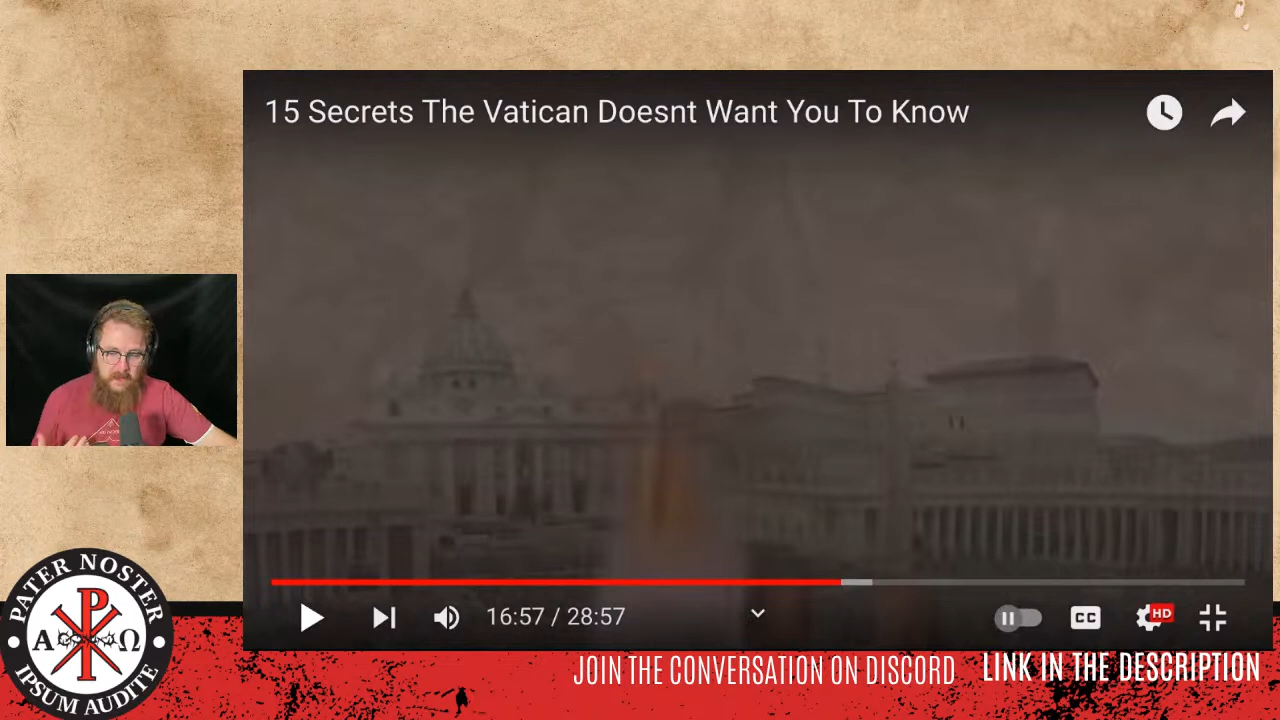 15 Secrets The Vatican Doesnt Want You To Know
16:57 / 28:57
CC
HD
PATER NOSTER
Α Ω
IPSUM AUDITE
JOIN THE CONVERSATION ON DISCORD
LINK IN THE DESCRIPTION